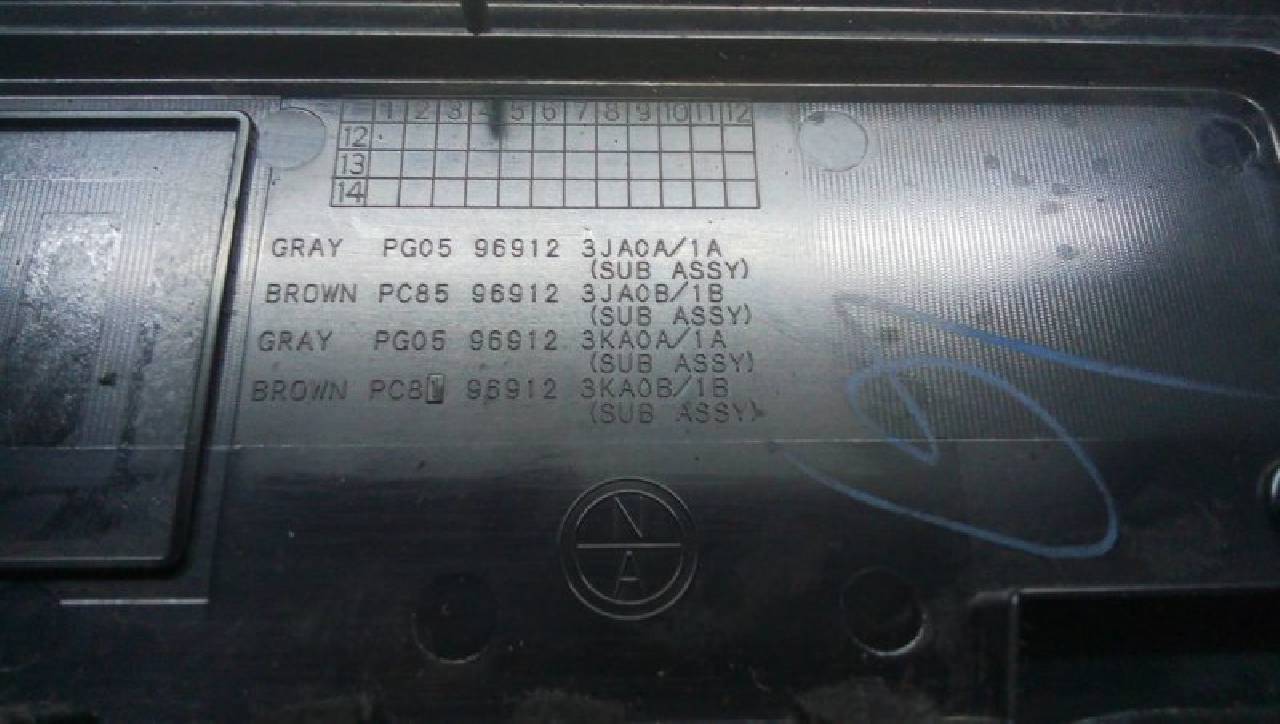 1 2 3 4 5 6 7 8 9 10 11 12
12
13
14
GRAY PG05 96912 3JA0A/1A
(SUB ASSY)
BROWN PC85 96912 3JA0B/1B
(SUB ASSY)
GRAY PG05 96912 3KA0A/1A
(SUB ASSY)
BROWN PC8 96912 3KA0B/1B
(SUB ASSY)
N
A